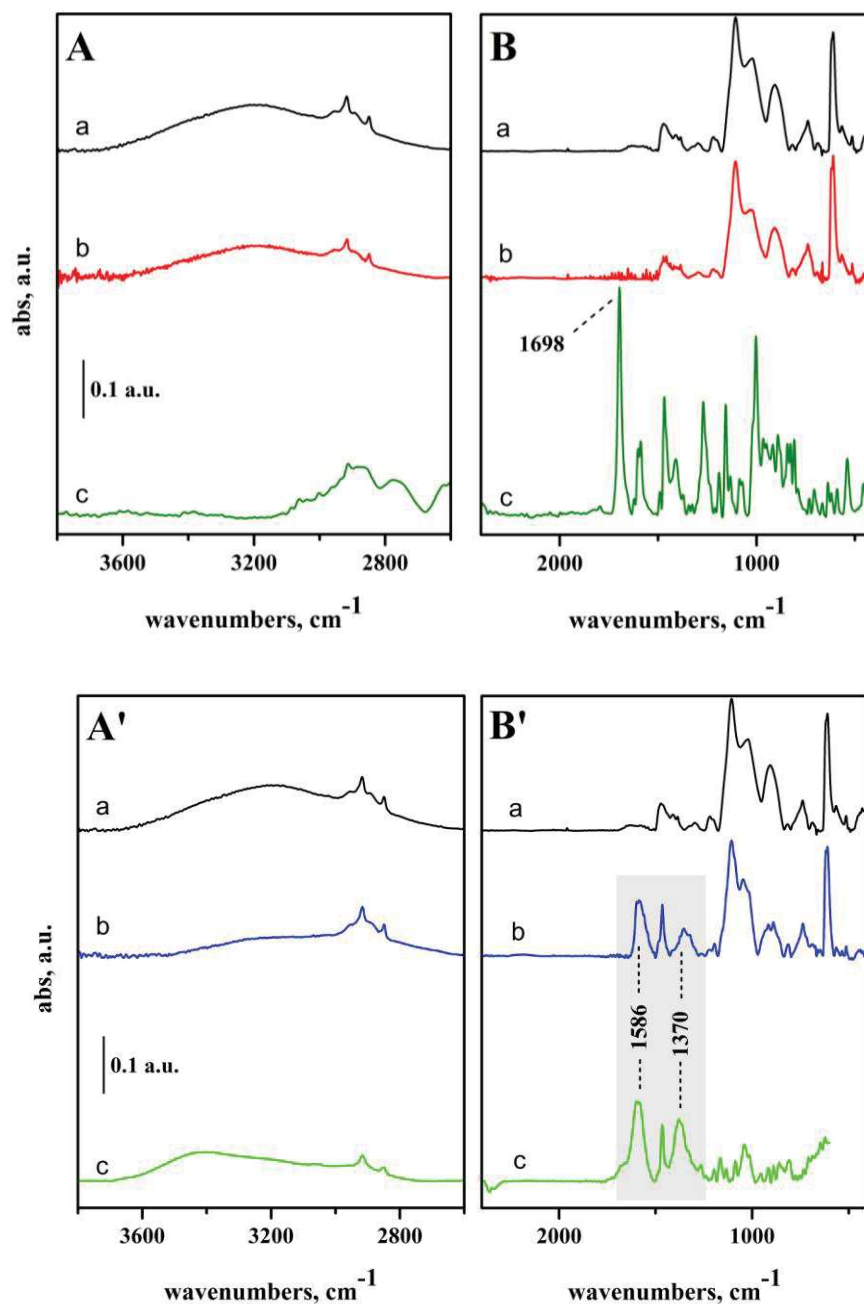 A
B
a
a
b
b
1698
0.1 a.u.
c
c
abs, a.u.
3600
3200
2800
2000
1000
wavenumbers, cm-1
wavenumbers, cm-1
A'
B'
a
a
b
b
1586
1370
0.1 a.u.
c
c
abs, a.u.
3600
3200
2800
2000
1000
wavenumbers, cm-1
wavenumbers, cm-1